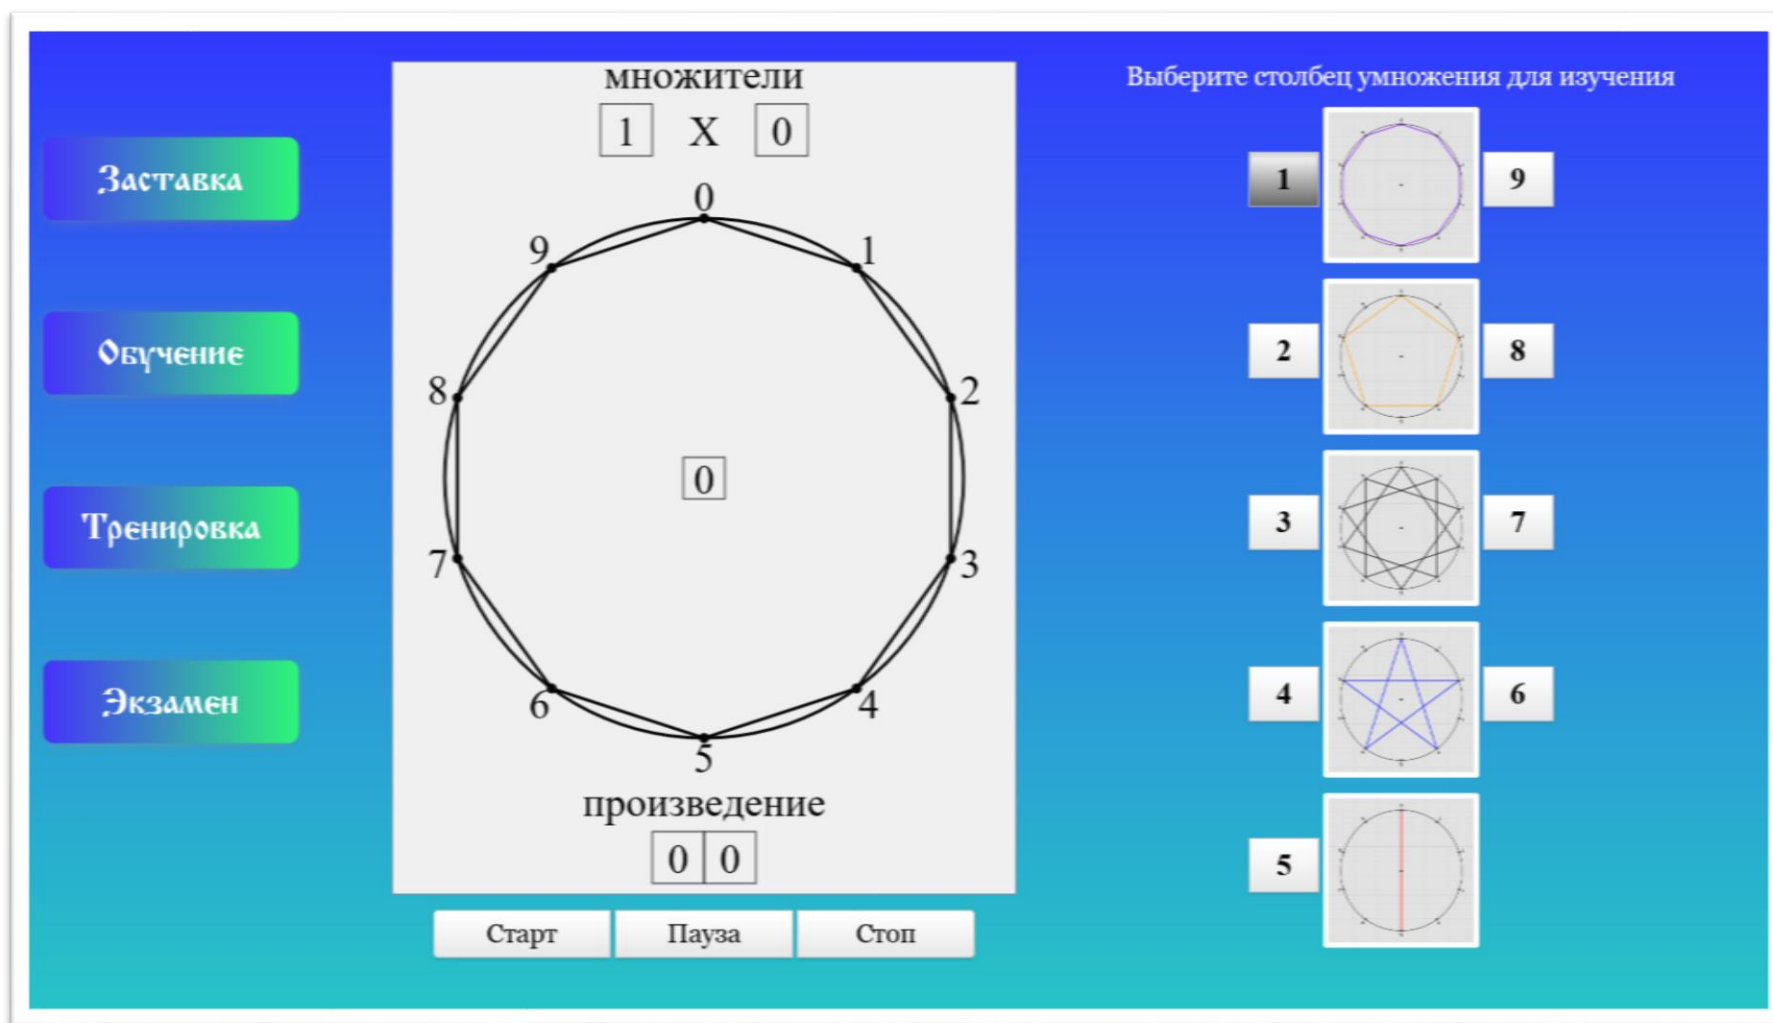 Заставка
Обучение
Тренировка
Экзамен
множители
1 X 0
0
9
1
8
2
0
7
3
6
4
5
произведение
0 0
Старт Пауза Стоп
Выберите столбец умножения для изучения
1 9
2 8
3 7
4 6
5